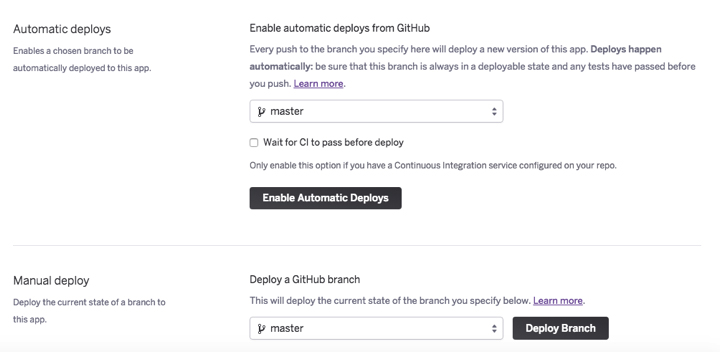 Automatic deploys
Enables a chosen branch to be
automatically deployed to this app.
Enable automatic deploys from GitHub
Every push to the branch you specify here will deploy a new version of this app. Deploys happen
automatically: be sure that this branch is always in a deployable state and any tests have passed before
you push. Learn more.
master
Wait for CI to pass before deploy
Only enable this option if you have a Continuous Integration service configured on your repo.
Enable Automatic Deploys
Manual deploy
Deploy the current state of a branch to
this app.
Deploy a GitHub branch
This will deploy the current state of the branch you specify below. Learn more.
master
Deploy Branch